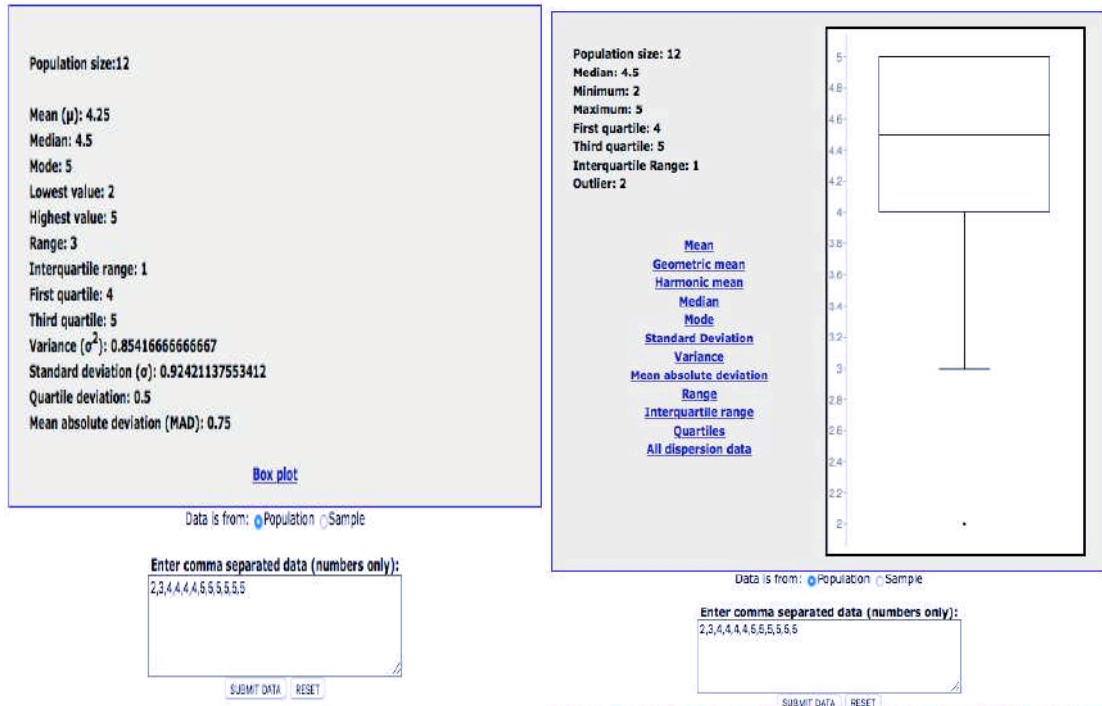 Population size:12
Mean (μ): 4.25
Median: 4.5
Mode: 5
Lowest value: 2
Highest value: 5
Range: 3
Interquartile range: 1
First quartile: 4
Third quartile: 5
Variance (σ²): 0.85416666666667
Standard deviation (σ): 0.92421137553412
Quartile deviation: 0.5
Mean absolute deviation (MAD): 0.75
Box plot
Data is from: Population Sample
Enter comma separated data (numbers only):
2,3,4,4,4,4,5,5,5,5,5,5
SUBMIT DATA RESET
Population size: 12
Median: 4.5
Minimum: 2
Maximum: 5
First quartile: 4
Third quartile: 5
Interquartile Range: 1
Outlier: 2
Mean
Geometric mean
Harmonic mean
Median
Mode
Standard Deviation
Variance
Mean absolute deviation
Range
Interquartile range
Quartiles
All dispersion data
5
4.8
4.6
4.4
4.2
4
3.8
3.6
3.4
3.2
3
2.8
2.6
2.4
2.2
2
Data is from: Population Sample
Enter comma separated data (numbers only):
2,3,4,4,4,4,5,5,5,5,5,5
SUBMIT DATA RESET